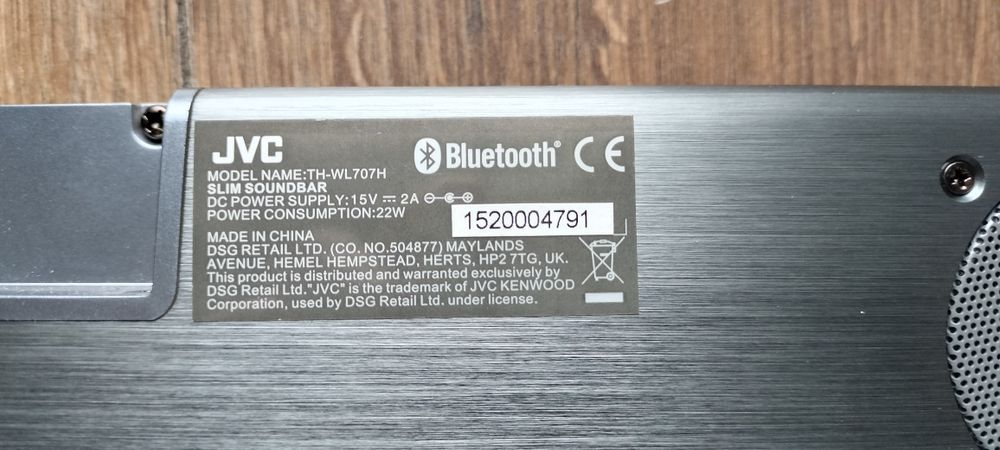 JVC
Bluetooth®
CE
MODEL NAME:TH-WL707H
SLIM SOUNDBAR
DC POWER SUPPLY:15V ⎓ 2A
POWER CONSUMPTION:22W
1520004791
MADE IN CHINA
DSG RETAIL LTD. (CO. NO.504877) MAYLANDS
AVENUE, HEMEL HEMPSTEAD, HERTS, HP2 7TG, UK.
This product is distributed and warranted exclusively by
DSG Retail Ltd."JVC" is the trademark of JVC KENWOOD
Corporation, used by DSG Retail Ltd. under license.